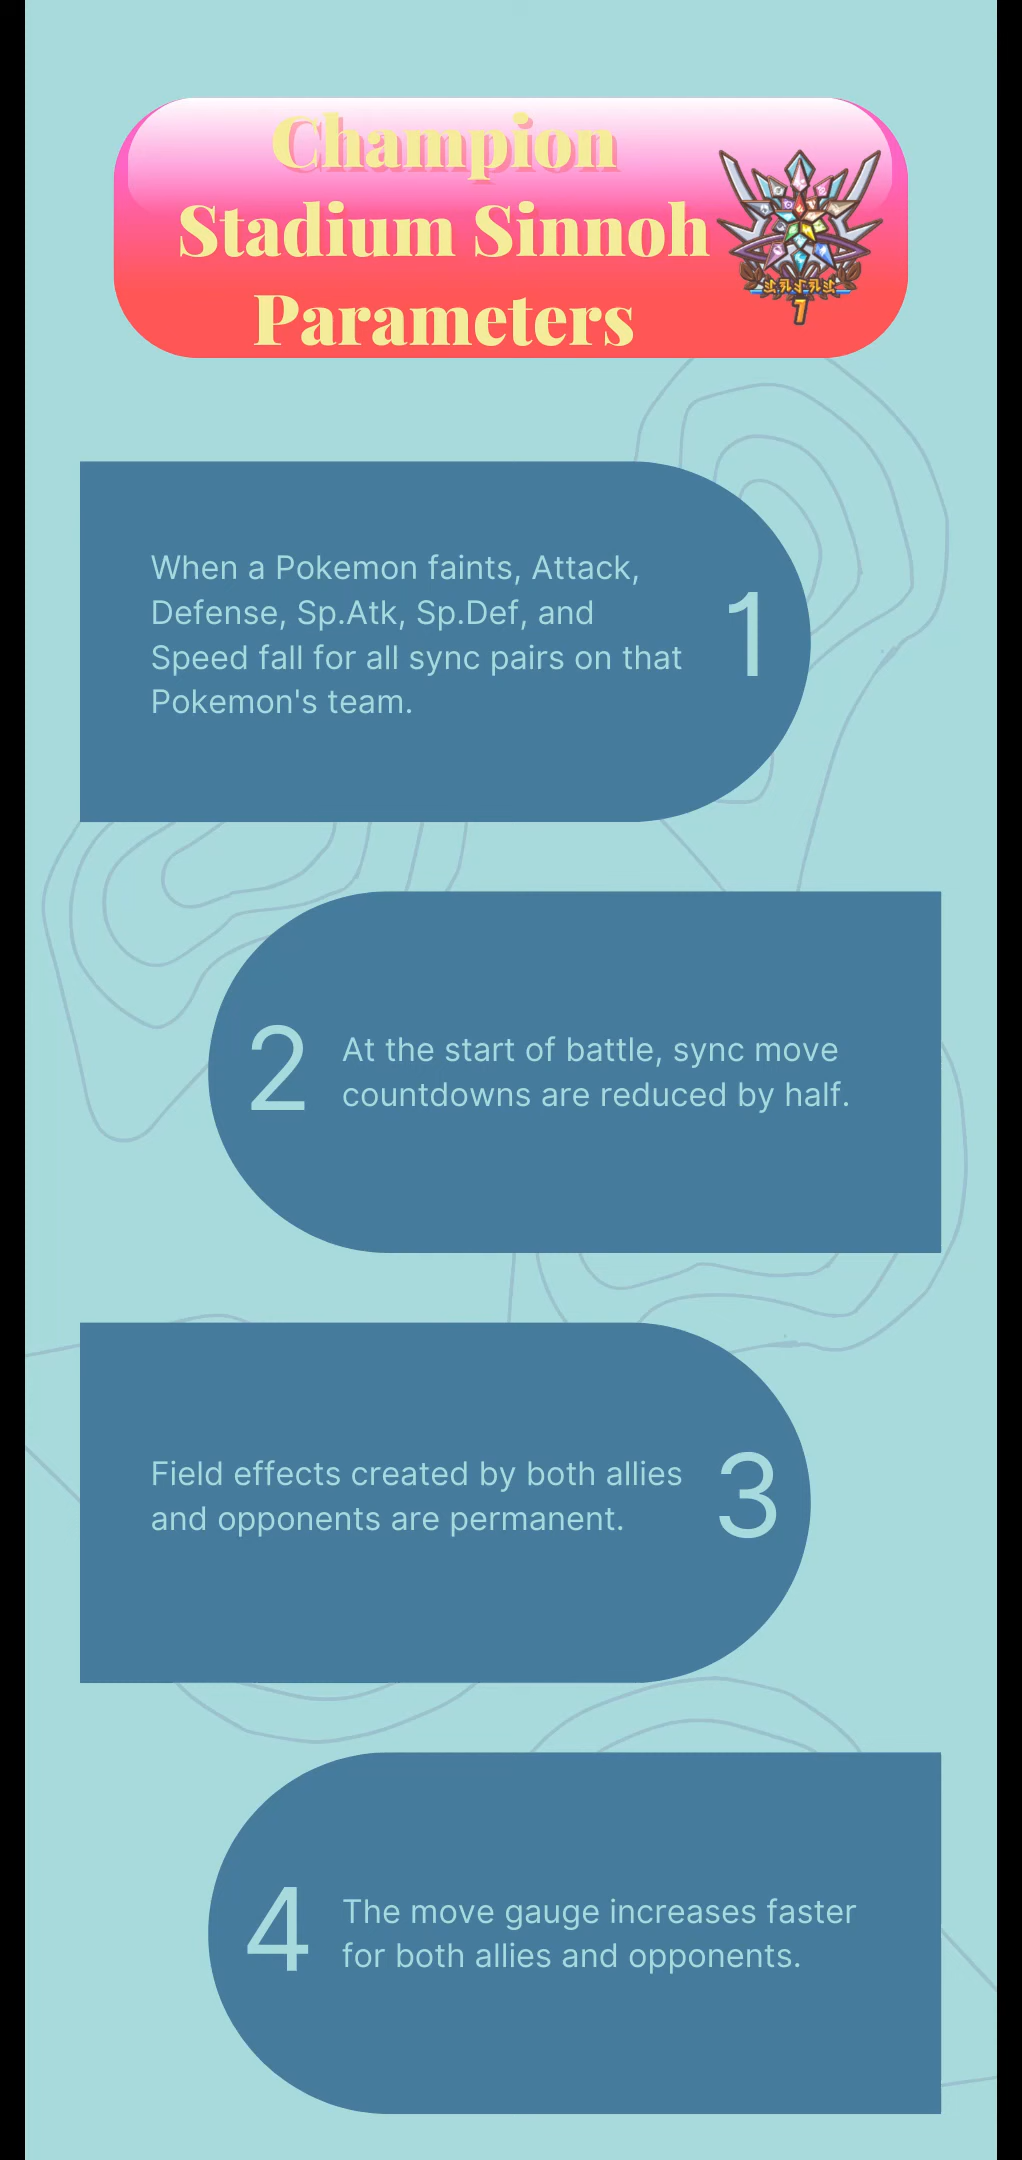 Champion
Stadium Sinnoh
Parameters
1
When a Pokemon faints, Attack,
Defense, Sp.Atk, Sp.Def, and
Speed fall for all sync pairs on that
Pokemon's team.
1
2
At the start of battle, sync move
countdowns are reduced by half.
Field effects created by both allies
and opponents are permanent.
3
4
The move gauge increases faster
for both allies and opponents.